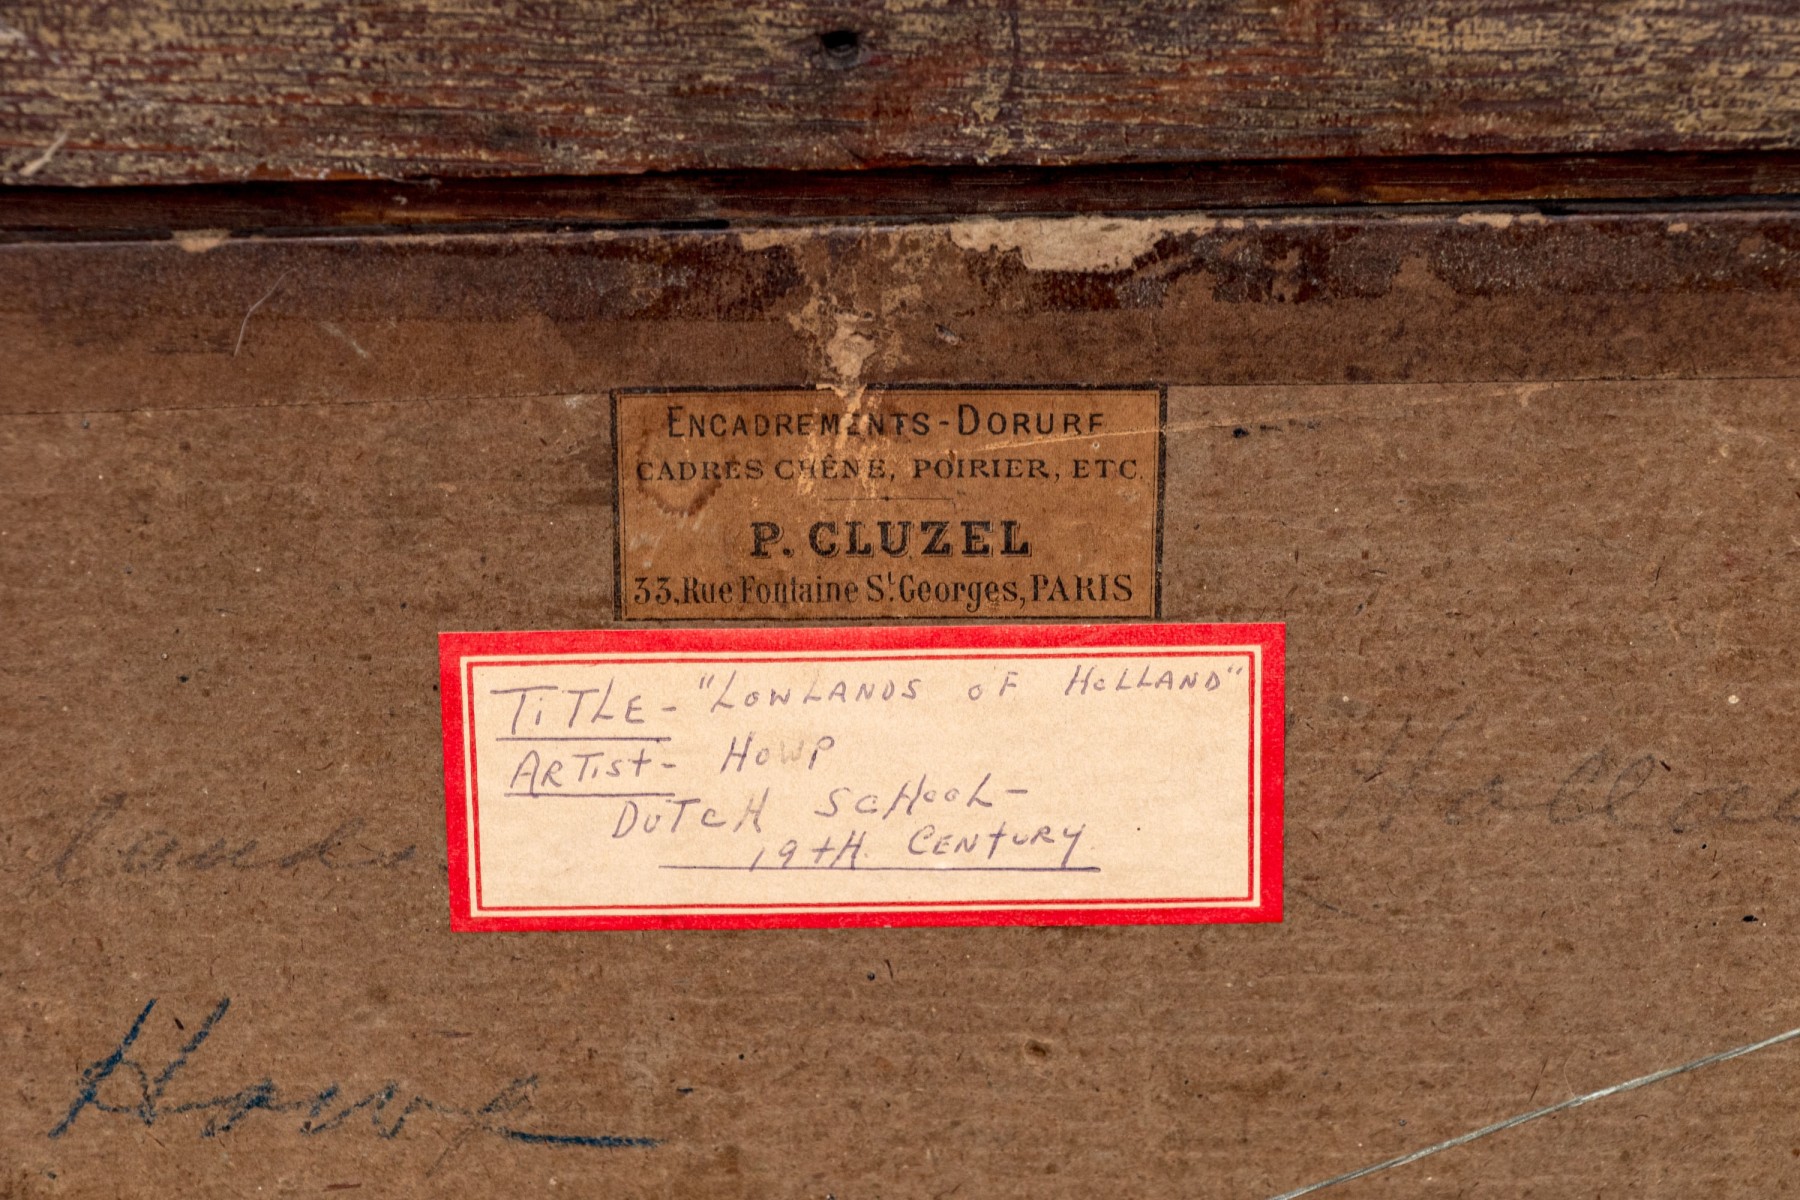 ENCADREMENTS-DORURE
CADRES CHÊNE, POIRIER, ETC.
P. CLUZEL
33, Rue Fontaine St. Georges, PARIS
TITLE- "LOWLANDS OF HOLLAND"
ARTIST- HOWP
DUTCH SCHOOL-
19TH. CENTURY
lands